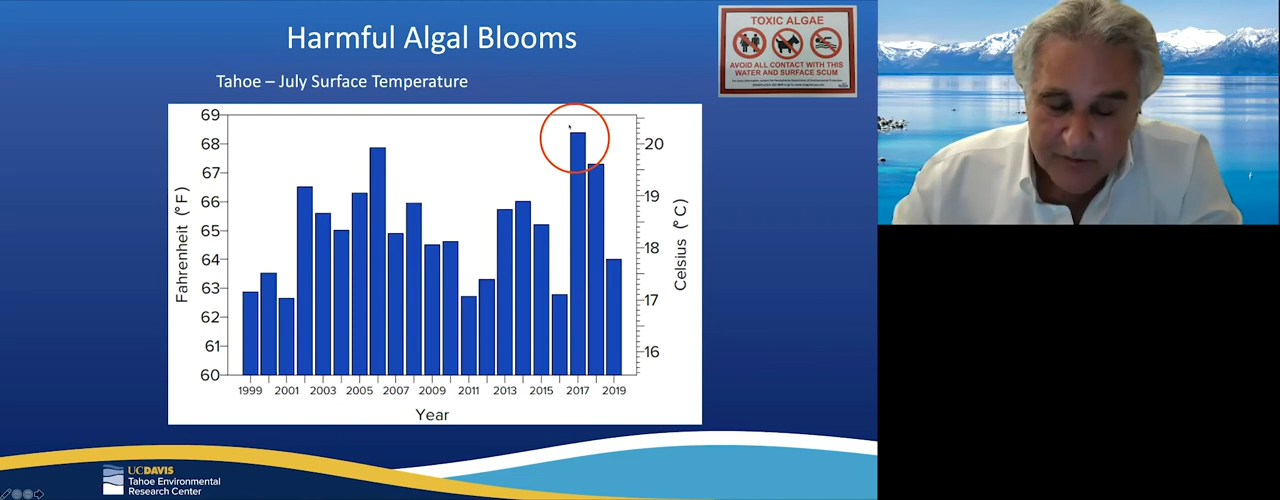 Harmful Algal Blooms
Tahoe – July Surface Temperature
TOXIC ALGAE
AVOID ALL CONTACT WITH THIS
WATER AND SURFACE SCUM
69
68
67
66
65
64
63
62
61
60
Fahrenheit (°F)
20
19
18
17
16
Celsius (°C)
1999 2001 2003 2005 2007 2009 2011 2013 2015 2017 2019
Year
UCDAVIS
Tahoe Environmental
Research Center